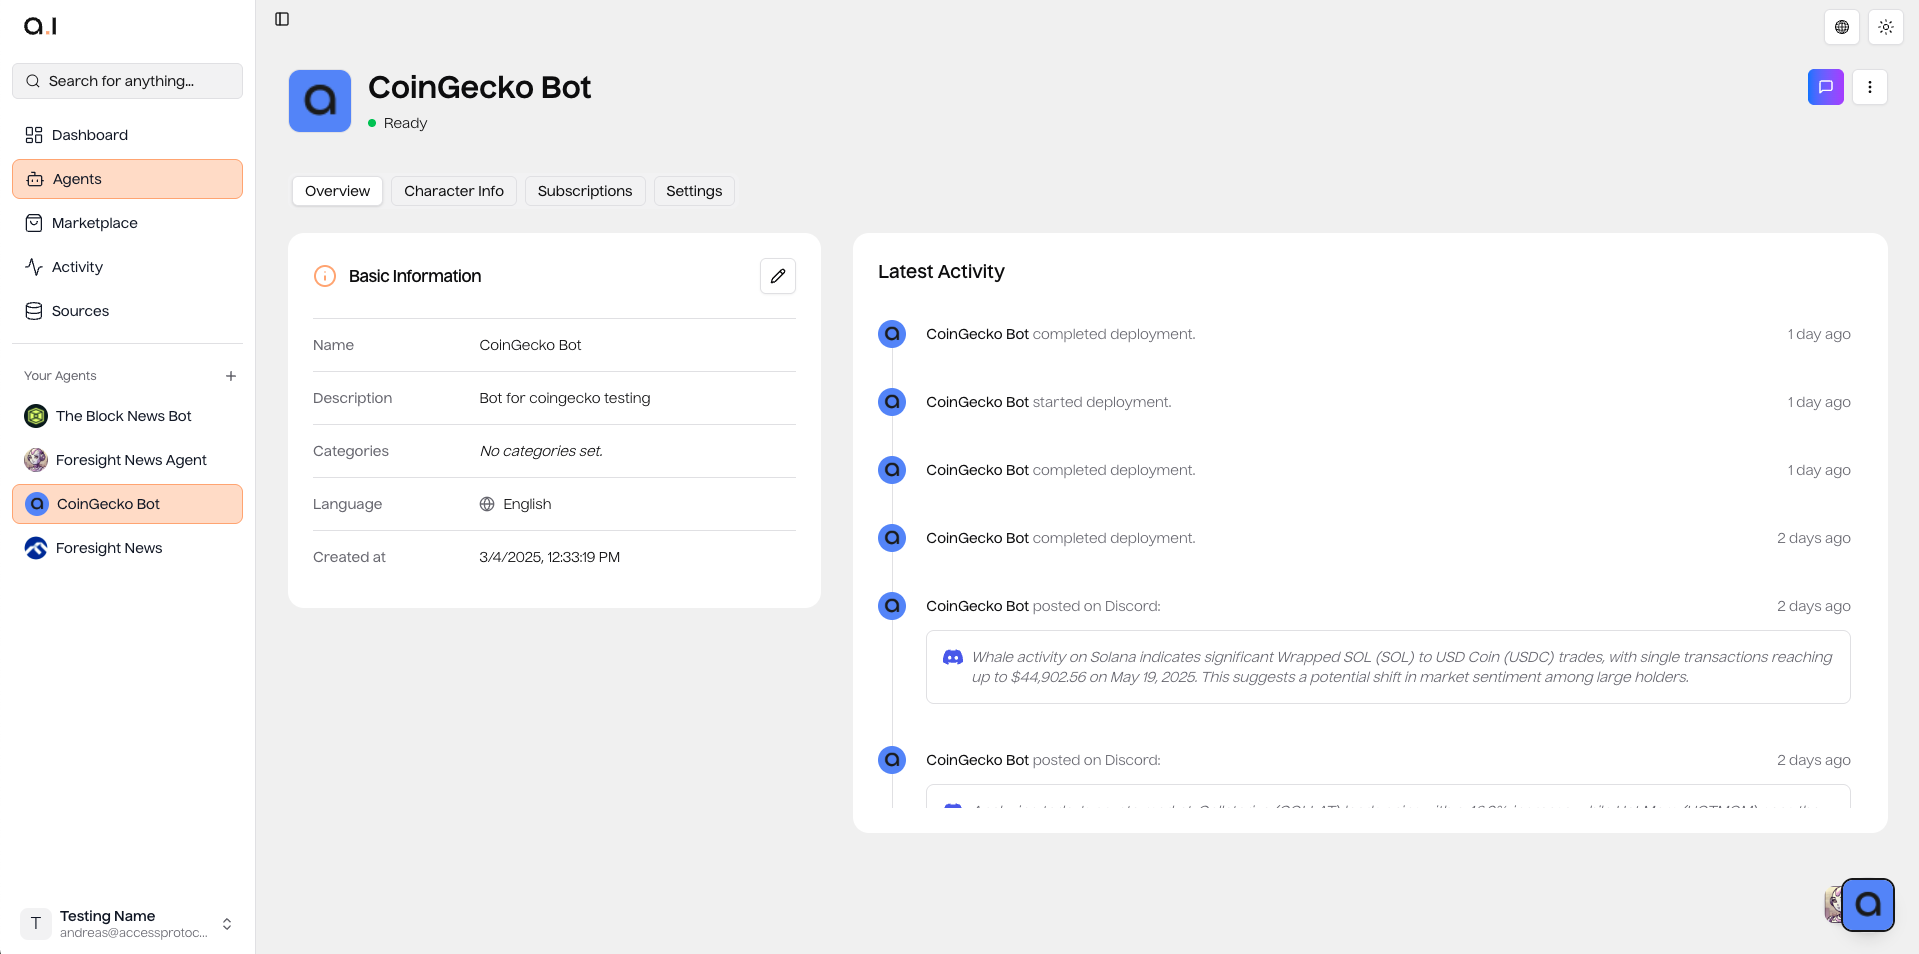 a.I
Search for anything...
Dashboard
Agents
Marketplace
Activity
Sources
Your Agents
The Block News Bot
Foresight News Agent
CoinGecko Bot
Foresight News
T
Testing Name
andreas@accessprotoc...
CoinGecko Bot
Ready
Overview
Character Info
Subscriptions
Settings
Basic Information
Name
CoinGecko Bot
Description
Bot for coingecko testing
Categories
No categories set.
Language
English
Created at
3/4/2025, 12:33:19 PM
Latest Activity
CoinGecko Bot completed deployment.
1 day ago
CoinGecko Bot started deployment.
1 day ago
CoinGecko Bot completed deployment.
1 day ago
CoinGecko Bot completed deployment.
2 days ago
CoinGecko Bot posted on Discord:
2 days ago
Whale activity on Solana indicates significant Wrapped SOL (SOL) to USD Coin (USDC) trades, with single transactions reaching
up to $44,902.56 on May 19, 2025. This suggests a potential shift in market sentiment among large holders.
CoinGecko Bot posted on Discord:
2 days ago